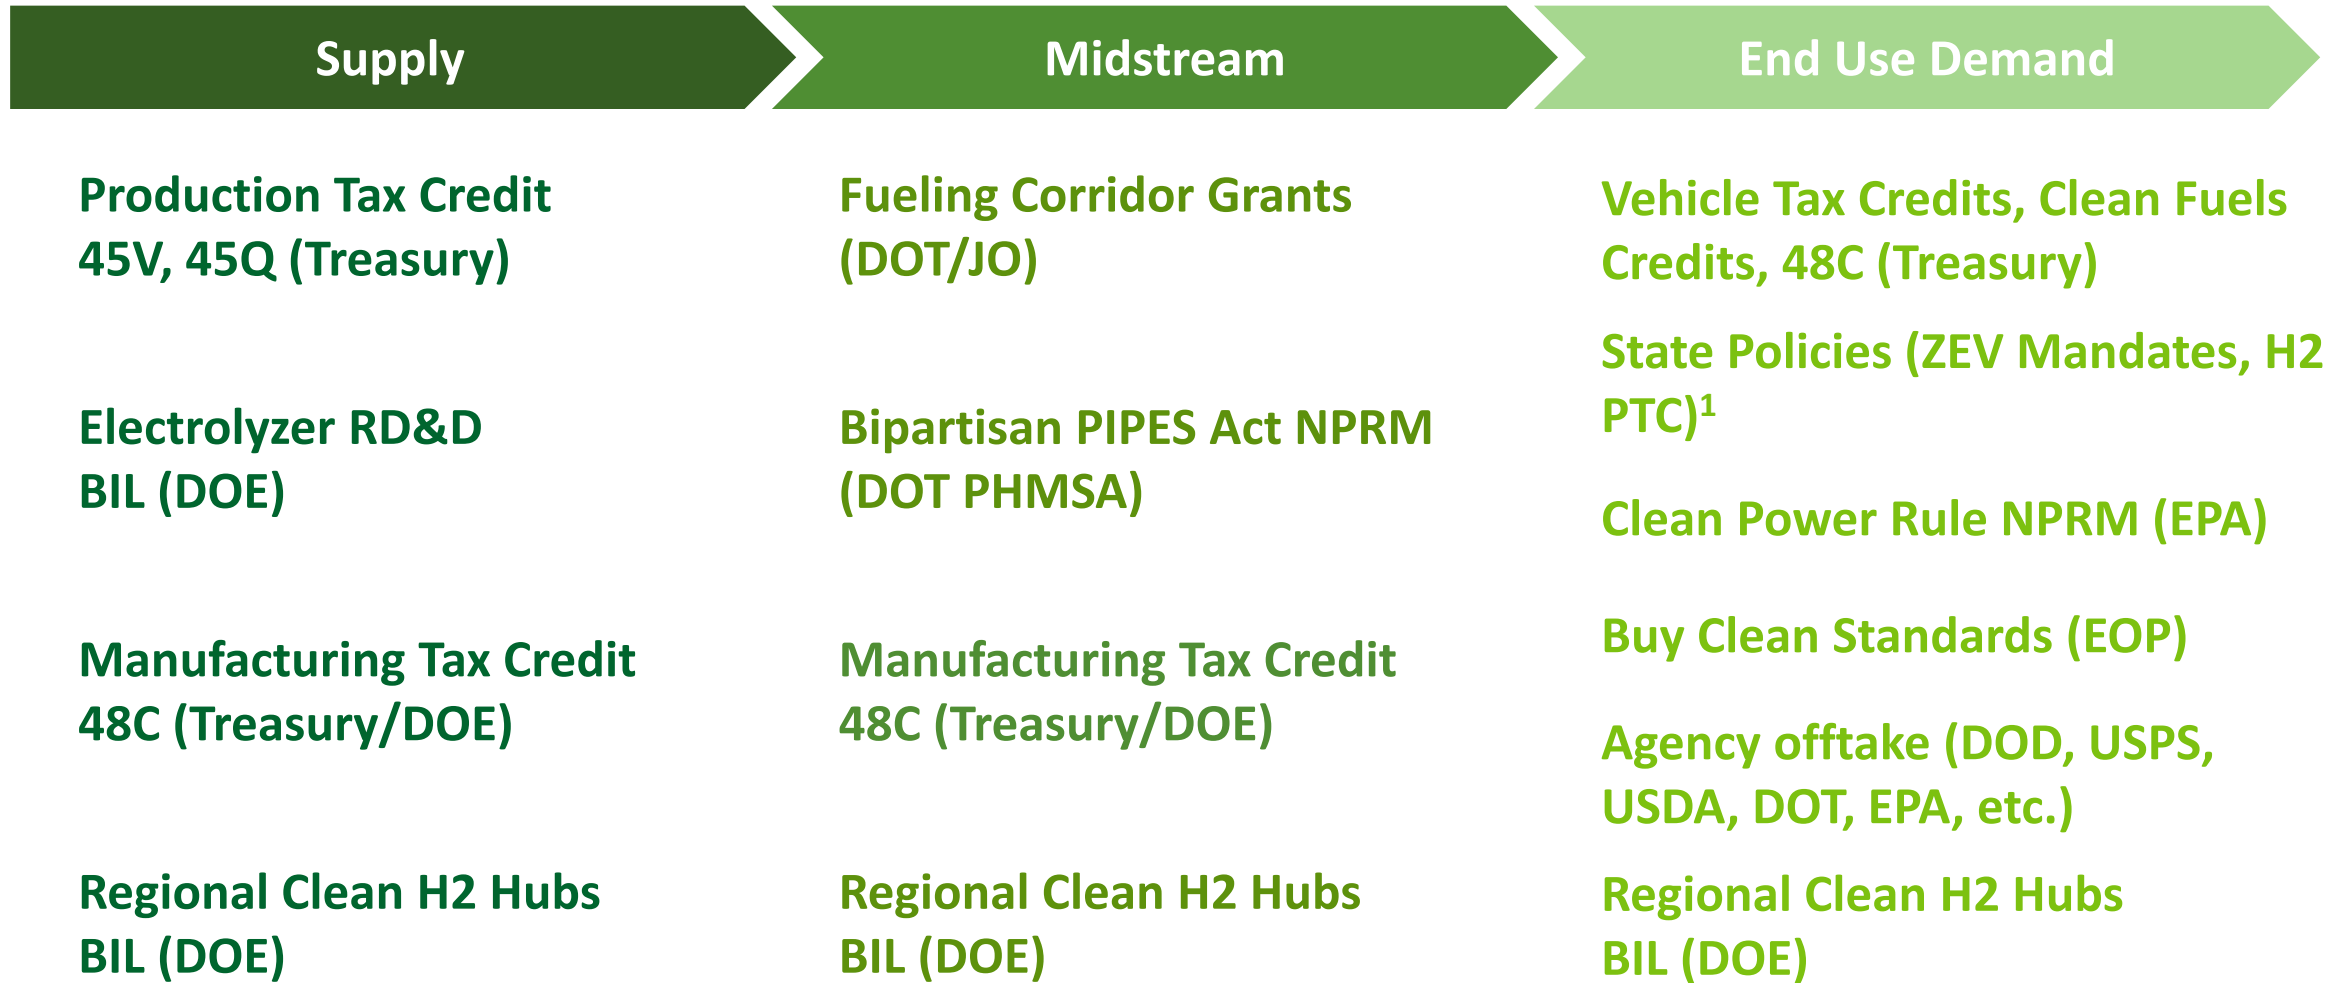 Supply
Midstream
End Use Demand
Production Tax Credit
45V, 45Q (Treasury)
Electrolyzer RD&D
BIL (DOE)
Manufacturing Tax Credit
48C (Treasury/DOE)
Regional Clean H2 Hubs
BIL (DOE)
Fueling Corridor Grants
(DOT/JO)
Bipartisan PIPES Act NPRM
(DOT PHMSA)
Manufacturing Tax Credit
48C (Treasury/DOE)
Regional Clean H2 Hubs
BIL (DOE)
Vehicle Tax Credits, Clean Fuels
Credits, 48C (Treasury)
State Policies (ZEV Mandates, H2
PTC)¹
Clean Power Rule NPRM (EPA)
Buy Clean Standards (EOP)
Agency offtake (DOD, USPS,
USDA, DOT, EPA, etc.)
Regional Clean H2 Hubs
BIL (DOE)